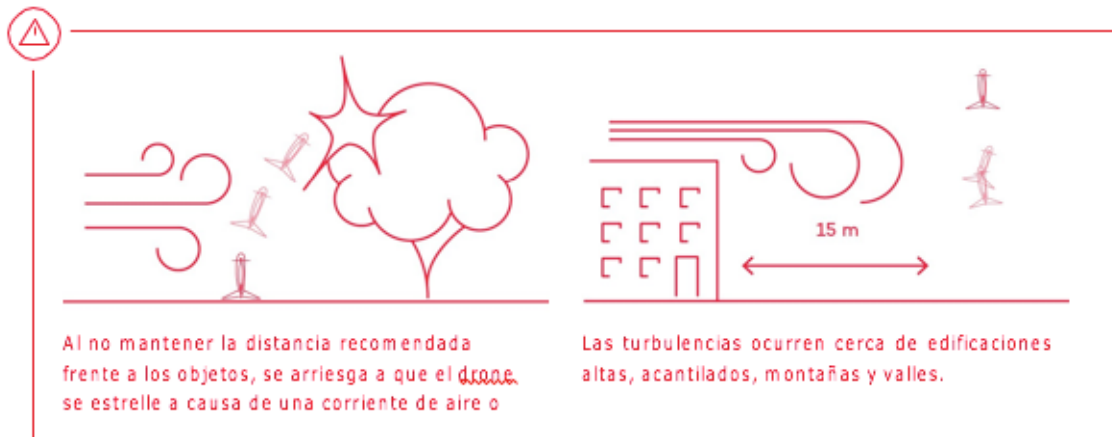 15 m
Al no mantener la distancia recomendada
frente a los objetos, se arriesga a que el drone
se estrelle a causa de una corriente de aire o
Las turbulencias ocurren cerca de edificaciones
altas, acantilados, montañas y valles.